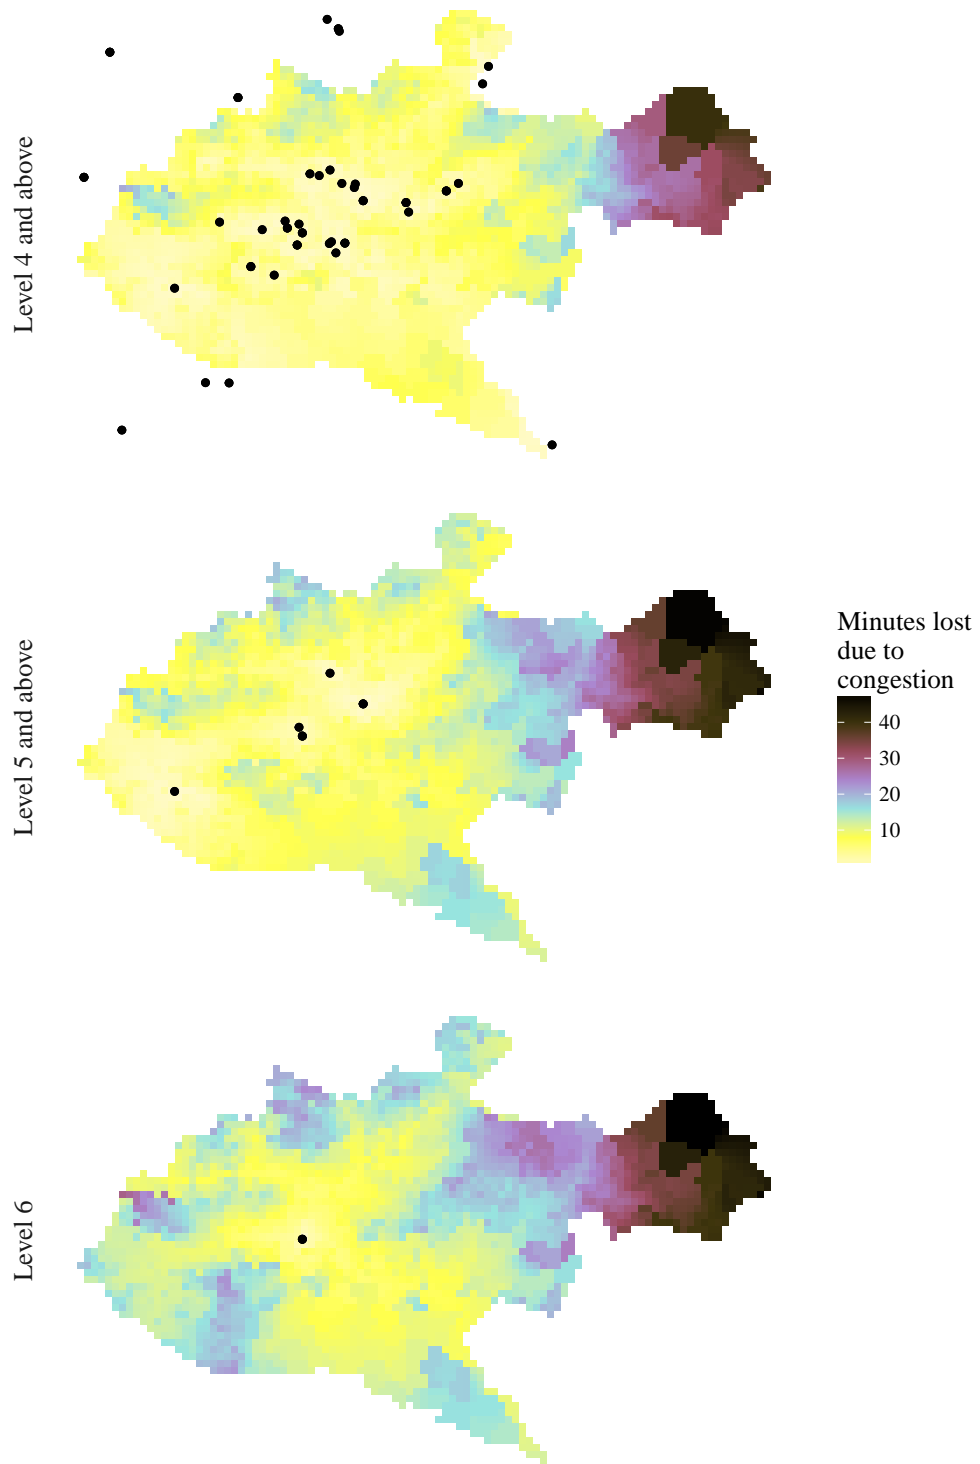 Level 4 and above
Level 5 and above
Level 6
Minutes lost
due to
congestion
40
30
20
10